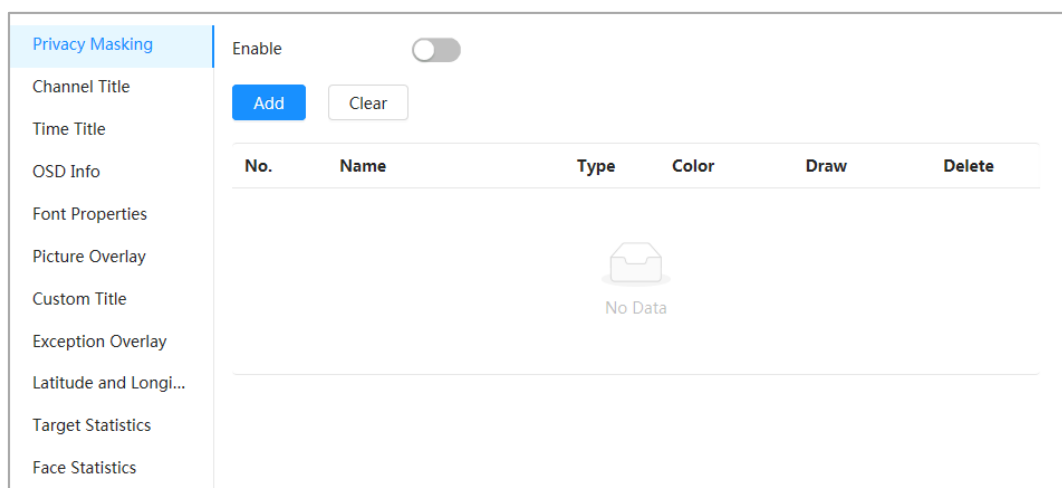 Privacy Masking
Channel Title
Time Title
OSD Info
Font Properties
Picture Overlay
Custom Title
Exception Overlay
Latitude and Longi...
Target Statistics
Face Statistics
Enable
Add Clear
No. Name Type Color Draw Delete
No Data